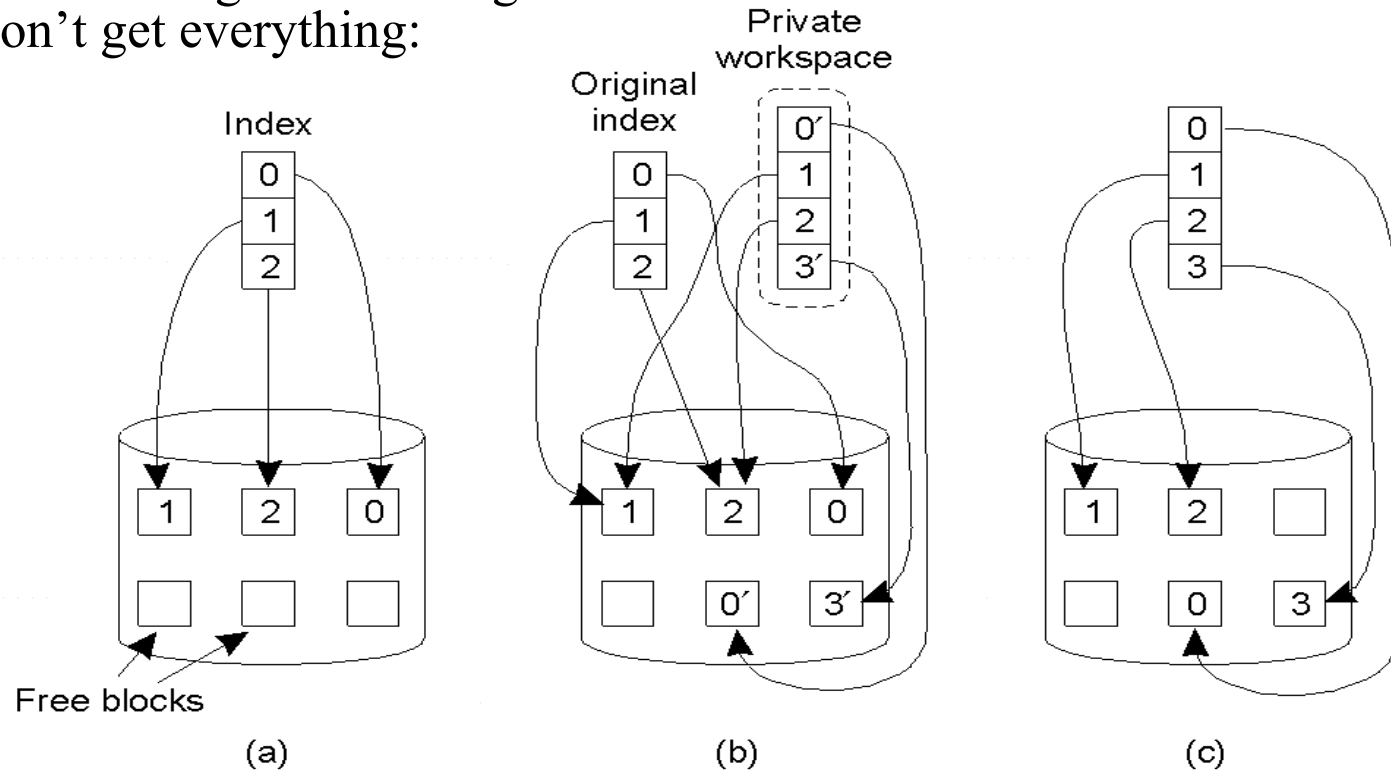 on’t get everything:
Index
0
1
2
1 2 0
Free blocks
(a)
Original
index
Private
workspace
0
1
2
0′
1
2
3′
1 2 0
0′ 3′
(b)
0
1
2
3
1 2
0 3
(c)